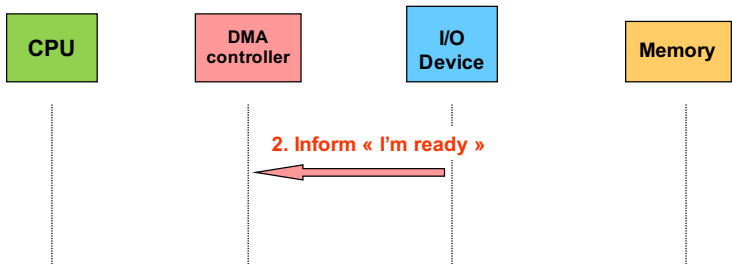 CPU
DMA
controller
I/O
Device
Memory
2. Inform « I'm ready »